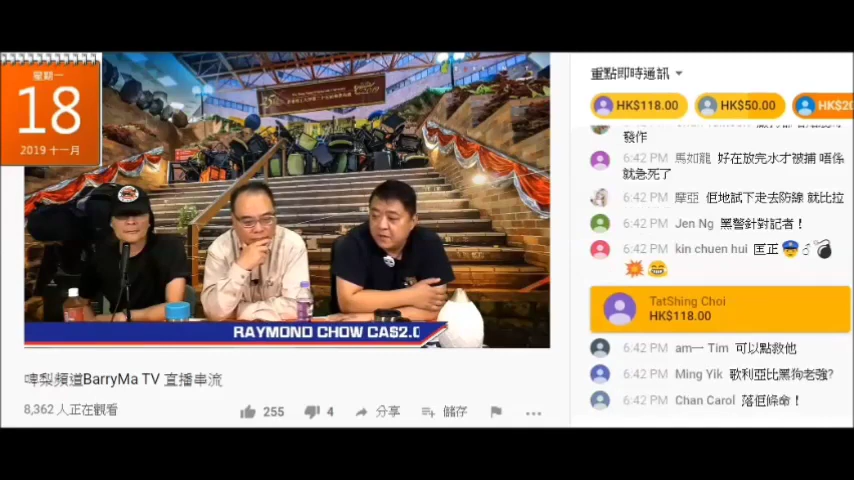 星期一
18
2019 十一月
RAYMOND CHOW CA$2.0
啤梨頻道BarryMa TV 直播串流
8,362 人正在觀看
255
4
分享
儲存
重點即時通訊
HK$118.00
HK$50.00
HK$20
發作
6:42 PM 馬如龍 好在放完水才被捕 唔係
就急死了
6:42 PM 摩亞 佢地試下走去防線 就比拉
6:42 PM Jen Ng 黑警針對記者！
6:42 PM kin chuen hui 匡正👮💣
💥😂
TatShing Choi
HK$118.00
6:42 PM am一 Tim 可以點救他
6:42 PM Ming Yik 歌利亞比黑狗老強?
6:42 PM Chan Carol 落佢條命！